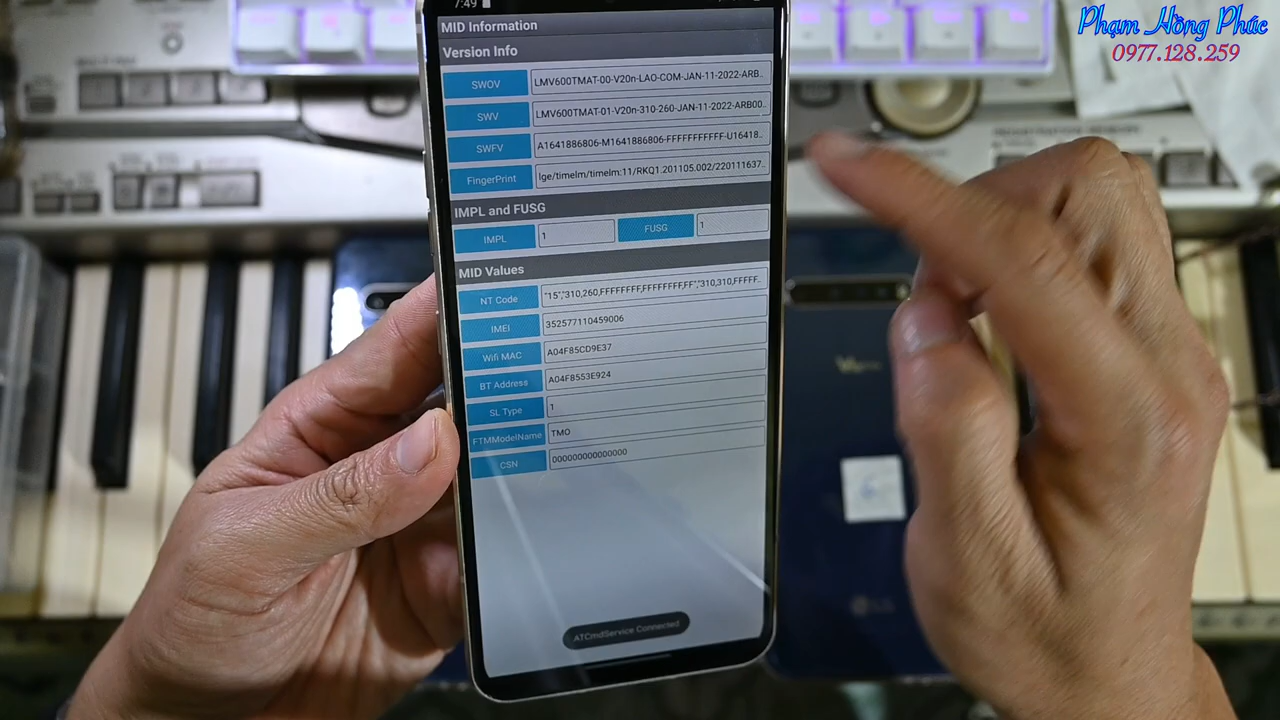 Phạm Hồng Phúc
0977.128.259
7:49
MID Information
Version Info
SWOV LMV600TMAT-00-V20n-LAO-COM-JAN-11-2022-ARB..
SWV LMV600TMAT-01-V20n-310-260-JAN-11-2022-ARB00..
SWFV A1641886806-M1641886806-FFFFFFFFFFF-U16418..
FingerPrint lge/timelm/timelm:11/RKQ1.201105.002/220111637..
IMPL and FUSG
IMPL 1 FUSG 1
MID Values
NT Code "15","310,260,FFFFFFFF,FFFFFFFF,FF","310,310,FFFFF..
IMEI 352577110459006
Wifi MAC A04F85CD9E37
BT Address A04F8553E924
SL Type 1
FTMModelName TMO
CSN 00000000000000
ATCmdService Connected